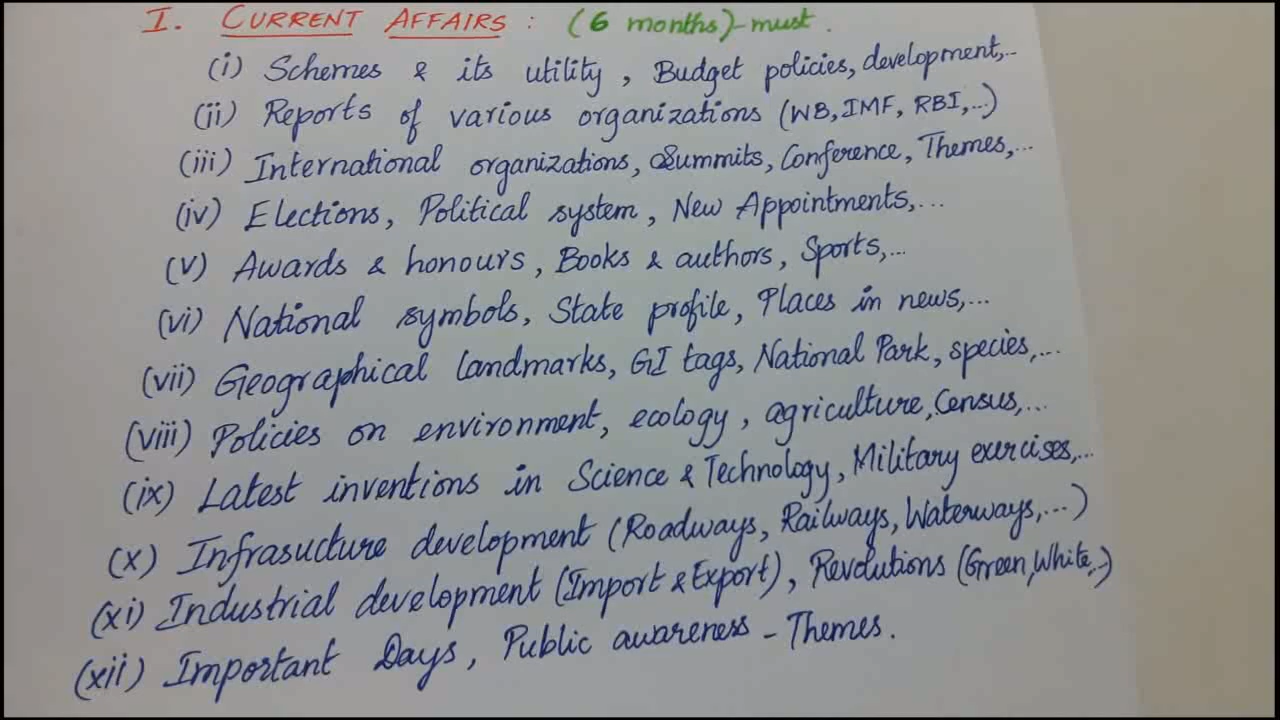 I. CURRENT AFFAIRS : (6 months)-must.
(i) Schemes & its utility, Budget policies, development,...
(ii) Reports of various organizations (WB, IMF, RBI,...)
(iii) International organizations, Summits, Conference, Themes,...
(iv) Elections, Political system, New Appointments,...
(v) Awards & honours, Books & authors, Sports,...
(vi) National symbols, State profile, Places in news,...
(vii) Geographical landmarks, GI tags, National Park, species,...
(viii) Policies on environment, ecology, agriculture, Census,...
(ix) Latest inventions in Science & Technology, Military exercises,...
(x) Infrasucture development (Roadways, Railways, Waterways,...)
(xi) Industrial development (Import & Export), Revolutions (Green, White,..)
(xii) Important Days, Public awareness - Themes.